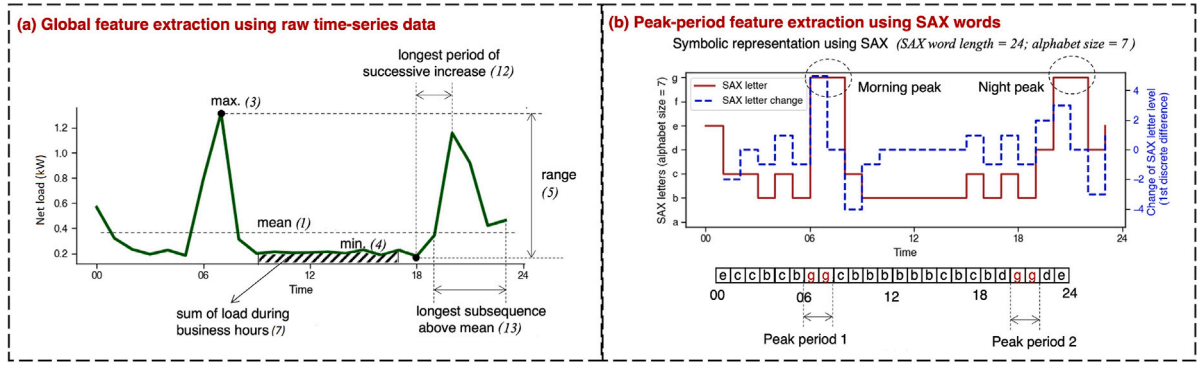 (a) Global feature extraction using raw time-series data
longest period of
successive increase (12)
max. (3)
1.2
1.0
0.8
0.6
0.4
0.2
Net load (kW)
range
(5)
mean (1)
min. (4)
00
06
12
18
24
Time
sum of load during
business hours (7)
longest subsequence
above mean (13)
(b) Peak-period feature extraction using SAX words
Symbolic representation using SAX (SAX word length = 24; alphabet size = 7 )
SAX letters (alphabet size = 7)
g
f
e
d
c
b
a
SAX letter
SAX letter change
Morning peak
Night peak
4
2
0
−2
−4
Change of SAX letter level
(1st discrete difference)
00
06
12
18
24
Time
e c c b c b g g c b b b b b b c b c b d g g d e
00
06
12
18
24
Peak period 1
Peak period 2